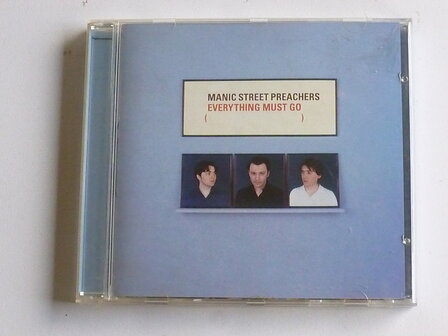 MANIC STREET PREACHERS
EVERYTHING MUST GO
( )